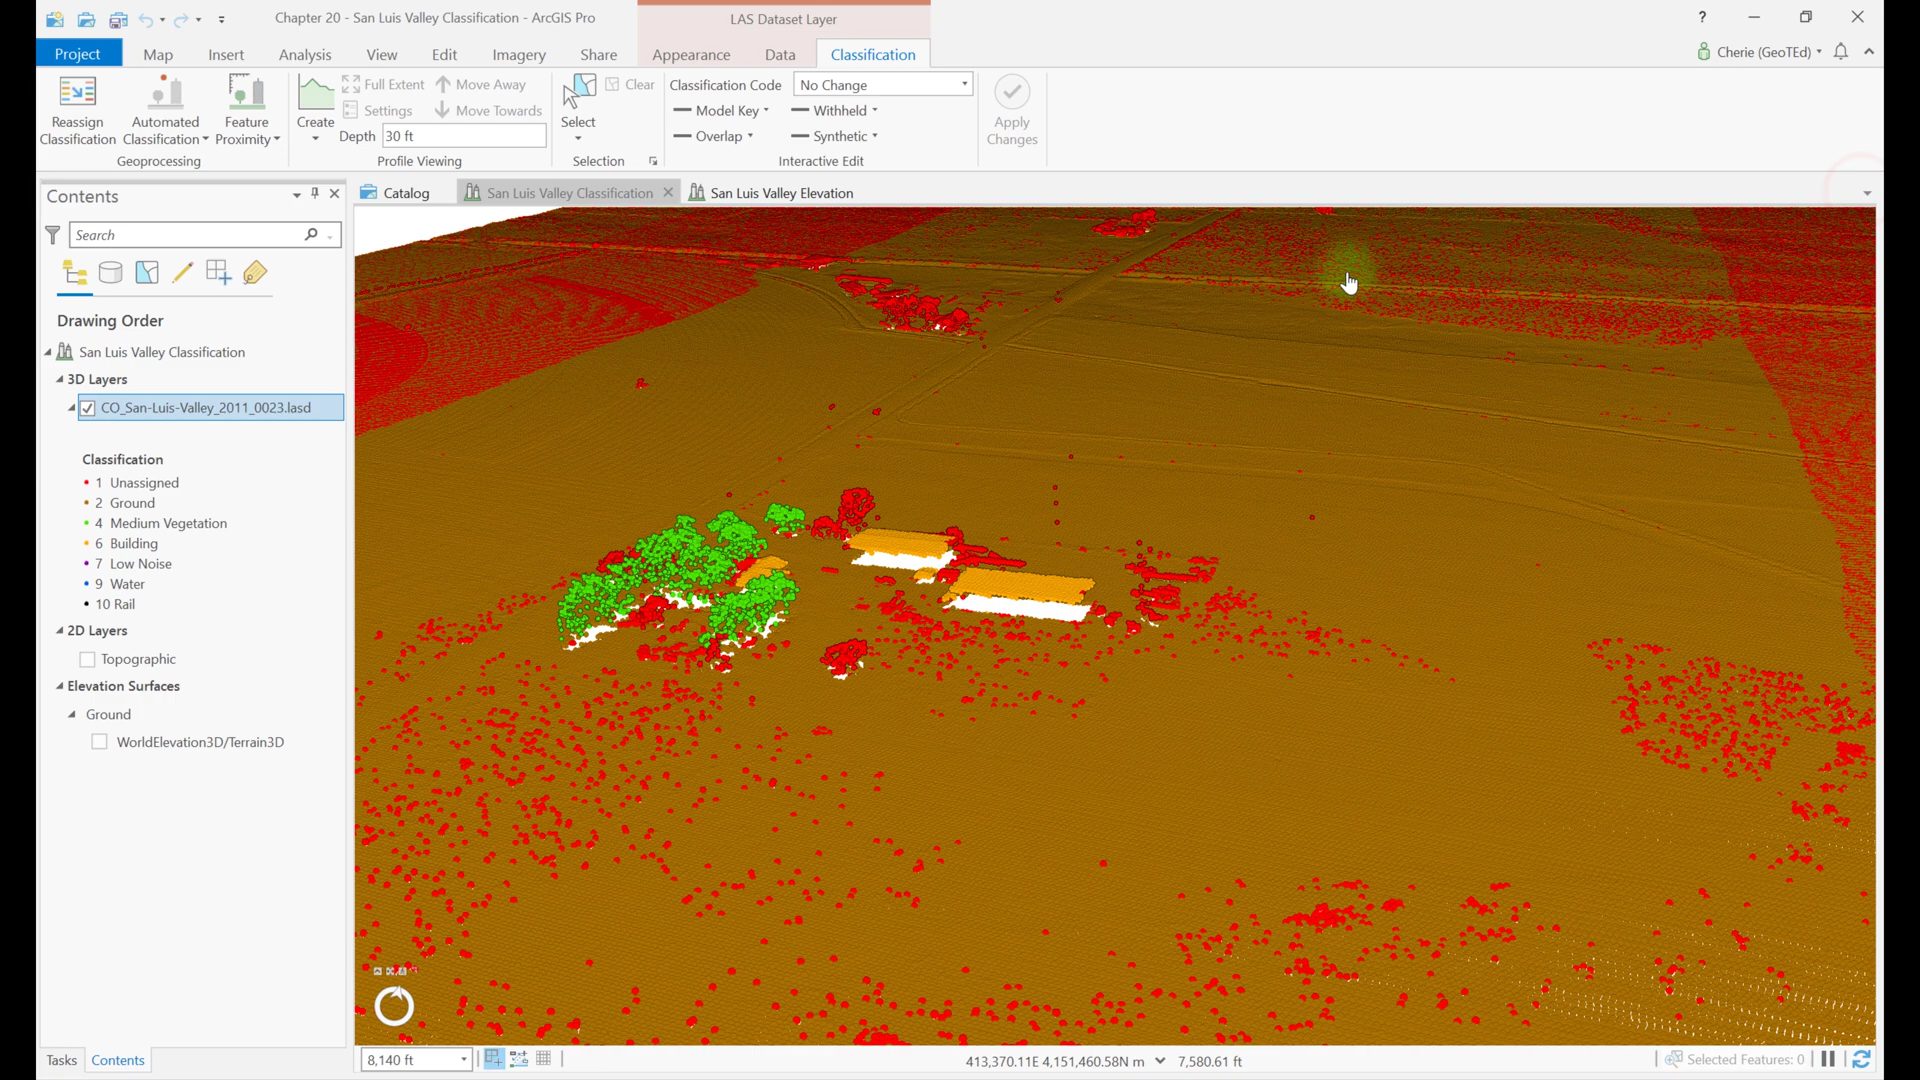 Chapter 20 - San Luis Valley Classification - ArcGIS Pro
LAS Dataset Layer
?
Project
Map
Insert
Analysis
View
Edit
Imagery
Share
Appearance
Data
Classification
Cherie (GeoTEd)
Reassign
Classification
Automated
Classification
Feature
Proximity
Geoprocessing
Create
Full Extent
Move Away
Settings
Move Towards
Depth 30 ft
Profile Viewing
Select
Clear
Selection
Classification Code No Change
Model Key
Withheld
Overlap
Synthetic
Interactive Edit
Apply
Changes
Contents
Search
Drawing Order
San Luis Valley Classification
3D Layers
CO_San-Luis-Valley_2011_0023.lasd
Classification
1 Unassigned
2 Ground
4 Medium Vegetation
6 Building
7 Low Noise
9 Water
10 Rail
2D Layers
Topographic
Elevation Surfaces
Ground
WorldElevation3D/Terrain3D
Tasks
Contents
Catalog
San Luis Valley Classification
San Luis Valley Elevation
8,140 ft
413,370.11E 4,151,460.58N m
7,580.61 ft
Selected Features: 0